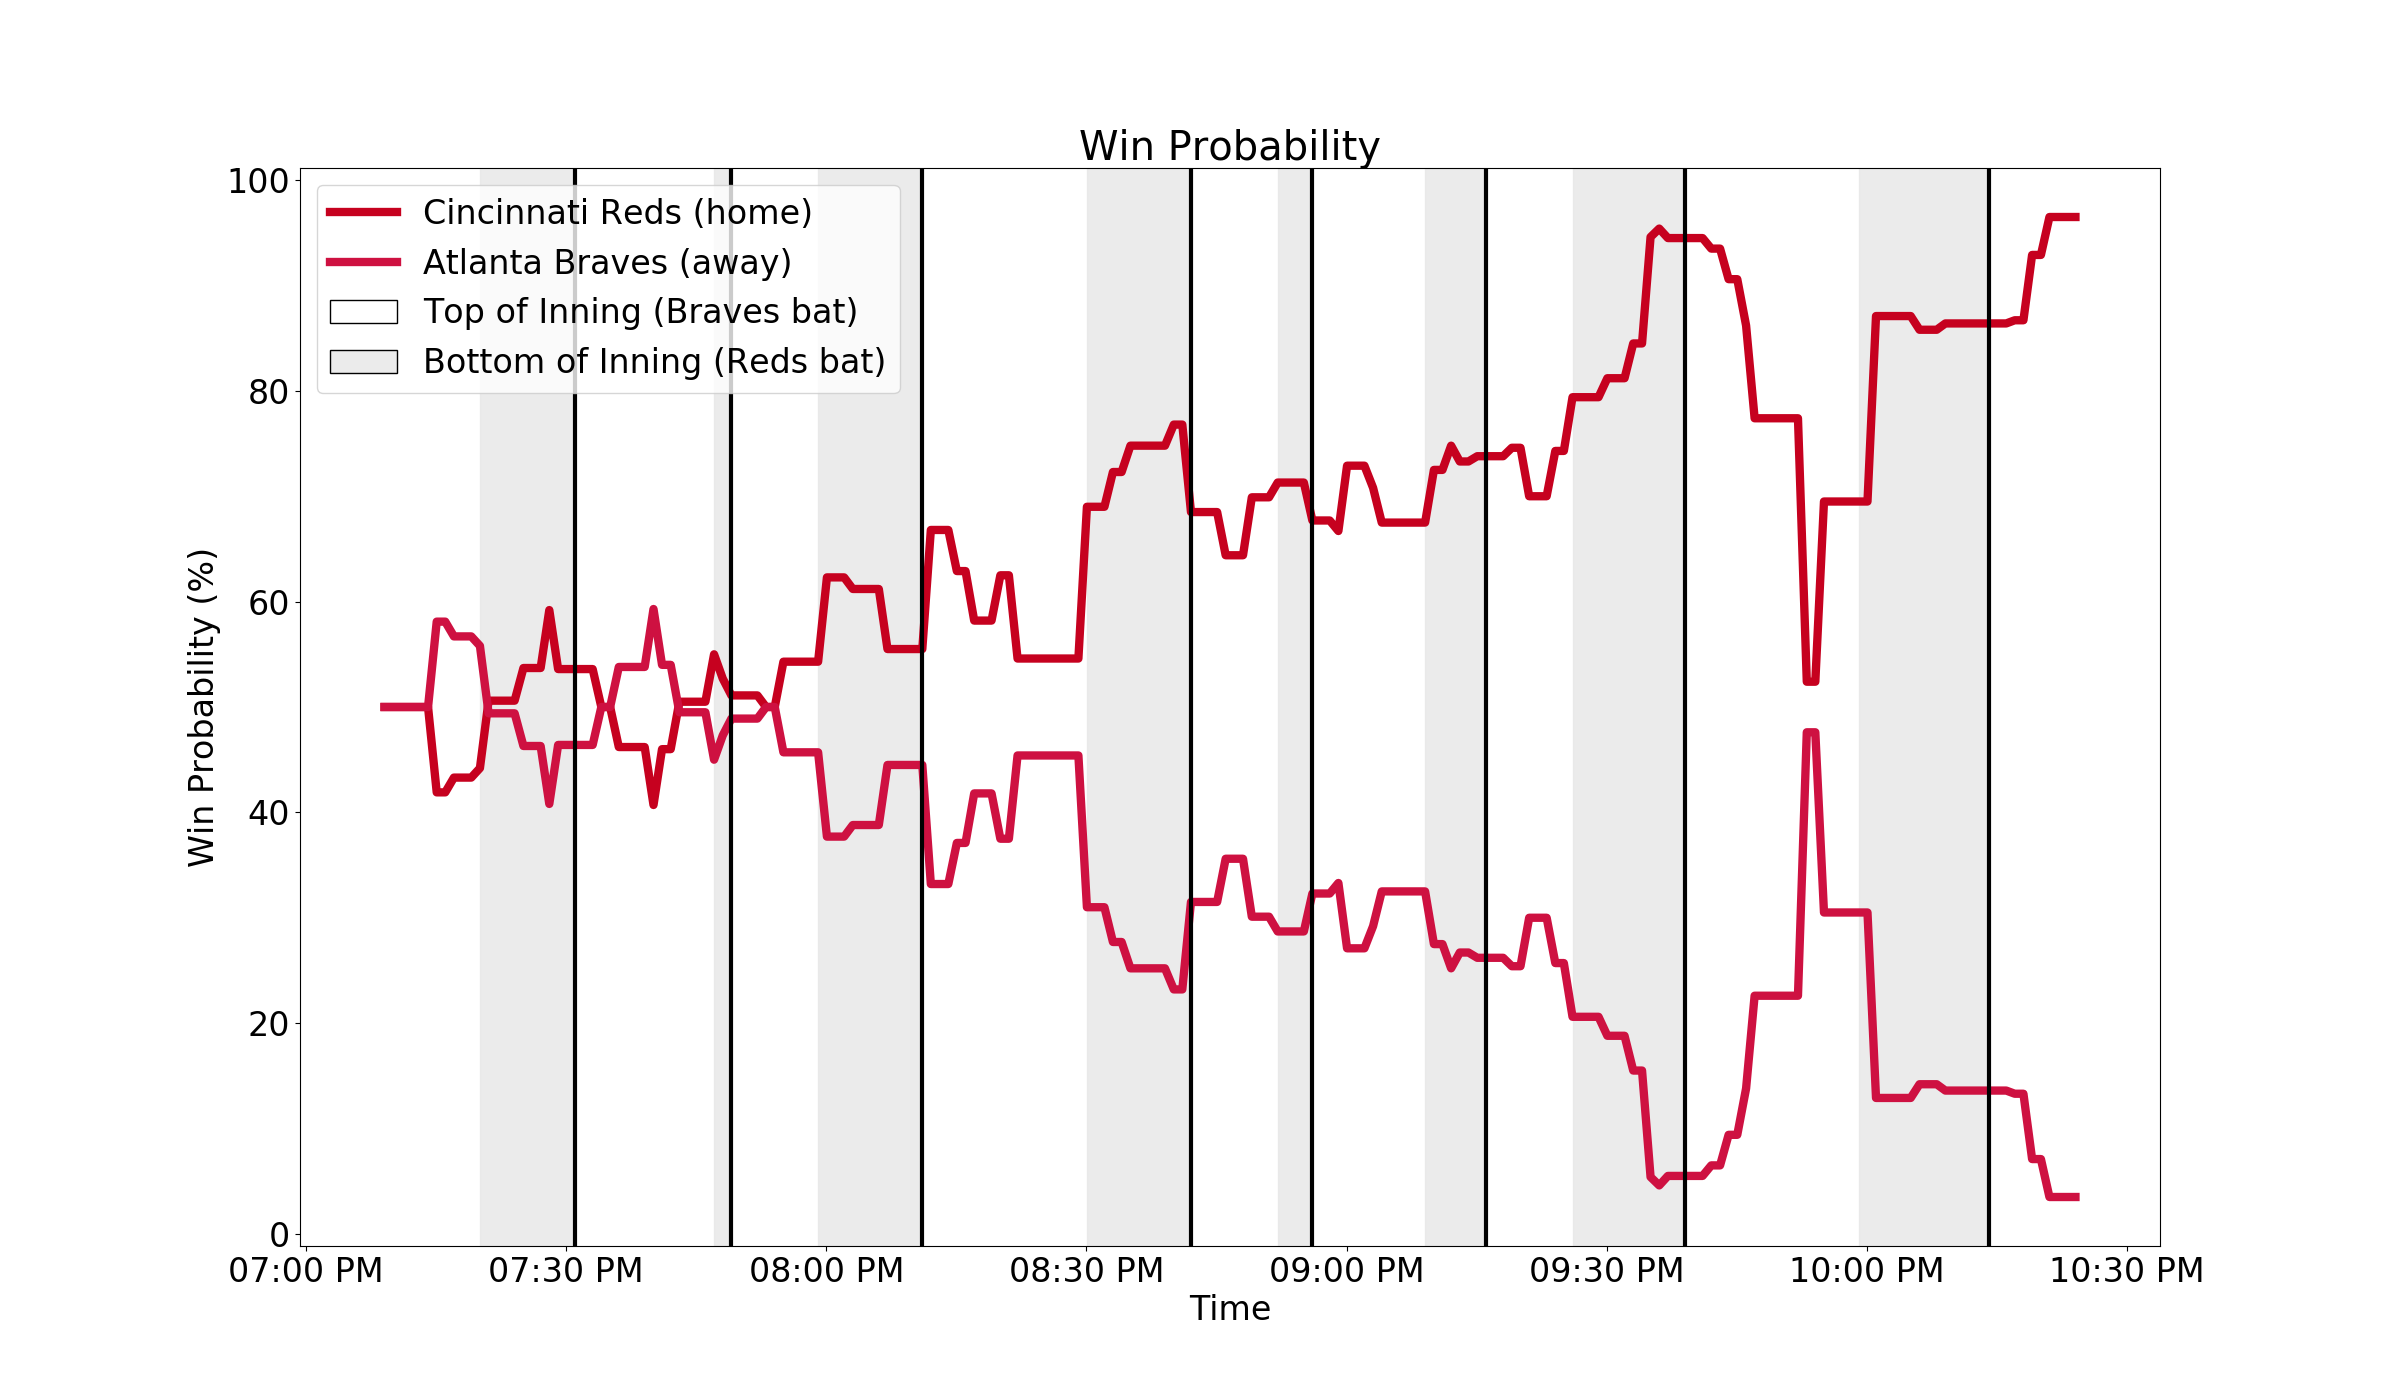 Win Probability
100
80
60
40
20
0
Win Probability (%)
Cincinnati Reds (home)
Atlanta Braves (away)
Top of Inning (Braves bat)
Bottom of Inning (Reds bat)
07:00 PM 07:30 PM 08:00 PM 08:30 PM 09:00 PM 09:30 PM 10:00 PM 10:30 PM
Time